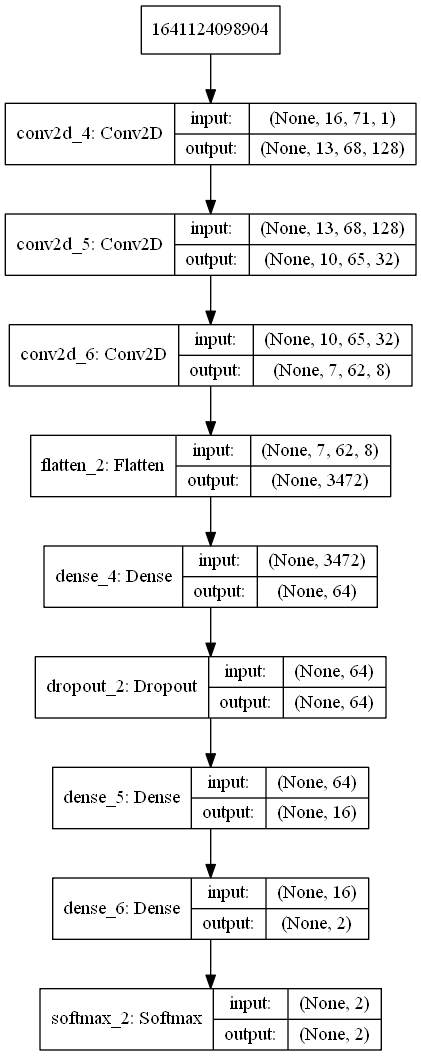 1641124098904
conv2d_4: Conv2D
input: (None, 16, 71, 1)
output: (None, 13, 68, 128)
conv2d_5: Conv2D
input: (None, 13, 68, 128)
output: (None, 10, 65, 32)
conv2d_6: Conv2D
input: (None, 10, 65, 32)
output: (None, 7, 62, 8)
flatten_2: Flatten
input: (None, 7, 62, 8)
output: (None, 3472)
dense_4: Dense
input: (None, 3472)
output: (None, 64)
dropout_2: Dropout
input: (None, 64)
output: (None, 64)
dense_5: Dense
input: (None, 64)
output: (None, 16)
dense_6: Dense
input: (None, 16)
output: (None, 2)
softmax_2: Softmax
input: (None, 2)
output: (None, 2)